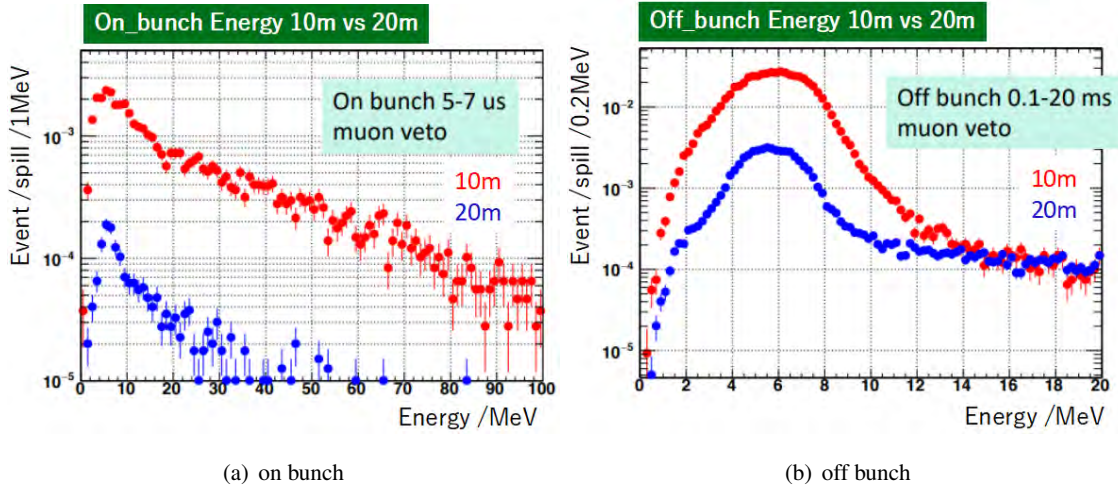 On_bunch Energy 10m vs 20m
Event /spill /1MeV
10⁻³
10⁻⁴
10⁻⁵
On bunch 5-7 us
muon veto
10m
20m
0 10 20 30 40 50 60 70 80 90 100
Energy /MeV
(a) on bunch
Off_bunch Energy 10m vs 20m
Event /spill /0.2MeV
10⁻²
10⁻³
10⁻⁴
10⁻⁵
Off bunch 0.1-20 ms
muon veto
10m
20m
0 2 4 6 8 10 12 14 16 18 20
Energy /MeV
(b) off bunch